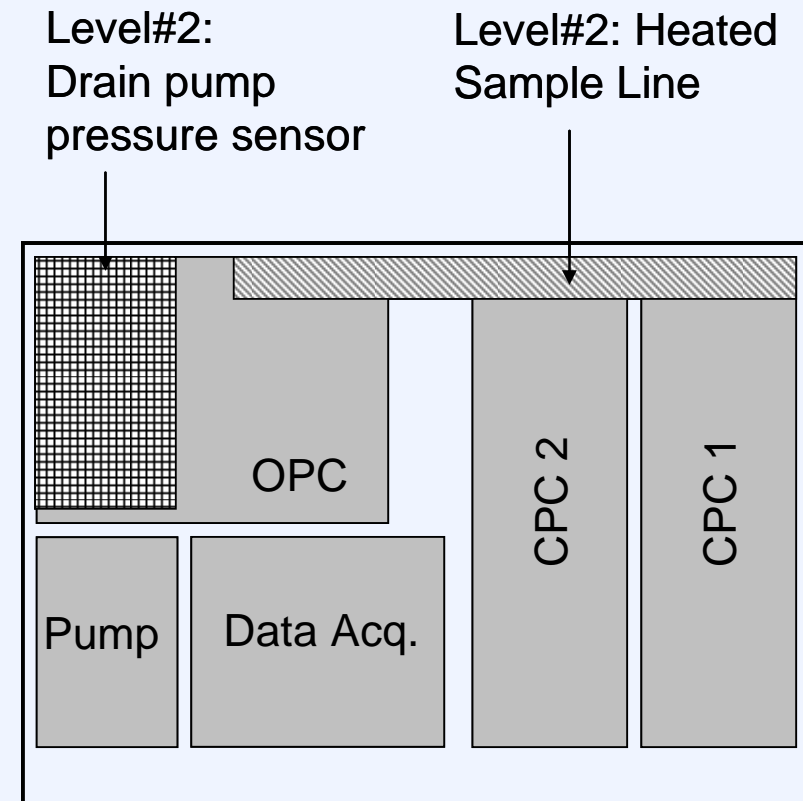 Level#2:
Drain pump
pressure sensor
Level#2: Heated
Sample Line
OPC
CPC 2
CPC 1
Pump
Data Acq.